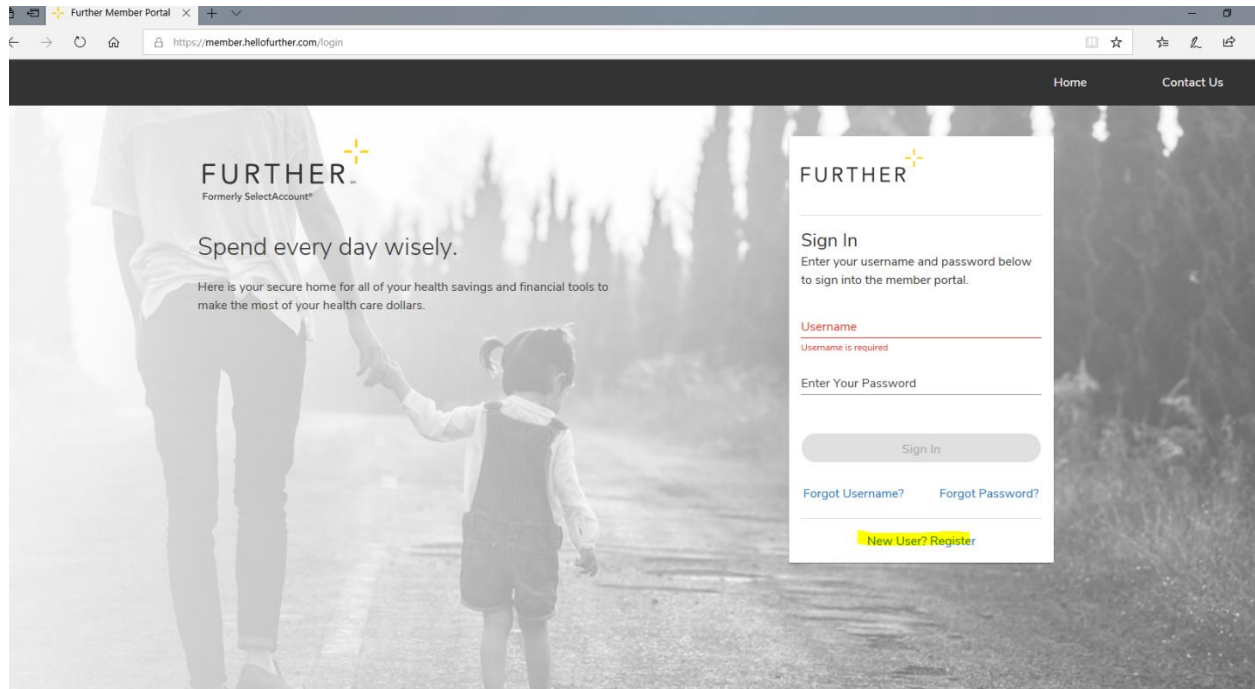 Further Member Portal
https://member.hellofurther.com/login
Home
Contact Us
FURTHER
Formerly SelectAccount®
Spend every day wisely.
Here is your secure home for all of your health savings and financial tools to
make the most of your health care dollars.
FURTHER
Sign In
Enter your username and password below
to sign into the member portal.
Username
Username is required
Enter Your Password
Sign In
Forgot Username?
Forgot Password?
New User? Register